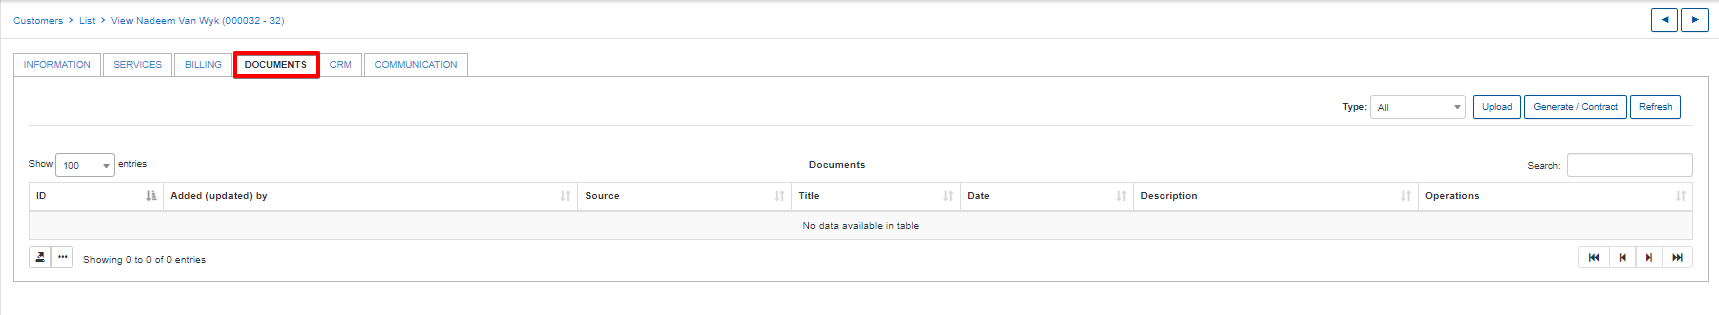 Customers > List > View Nadeem Van Wyk (000032 - 32)
INFORMATION SERVICES BILLING DOCUMENTS CRM COMMUNICATION
Type: All Upload Generate / Contract Refresh
Show 100 entries Documents Search:
ID Added (updated) by Source Title Date Description Operations
No data available in table
Showing 0 to 0 of 0 entries